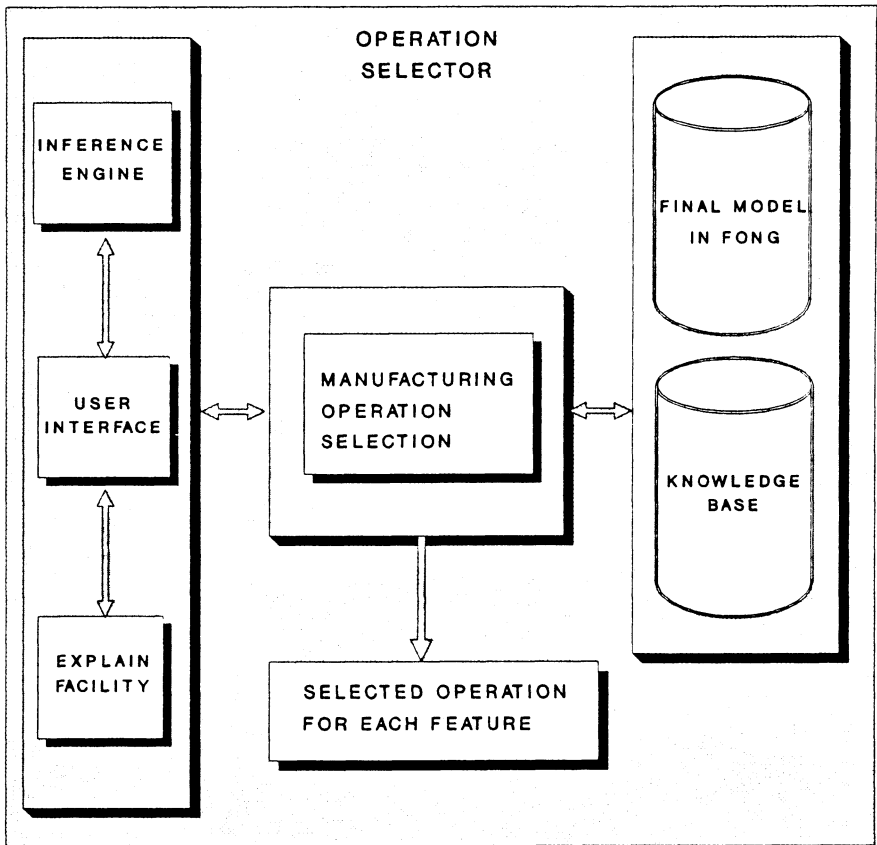 OPERATION
SELECTOR
INFERENCE
ENGINE
USER
INTERFACE
EXPLAIN
FACILITY
MANUFACTURING
OPERATION
SELECTION
SELECTED OPERATION
FOR EACH FEATURE
FINAL MODEL
IN FONG
KNOWLEDGE
BASE